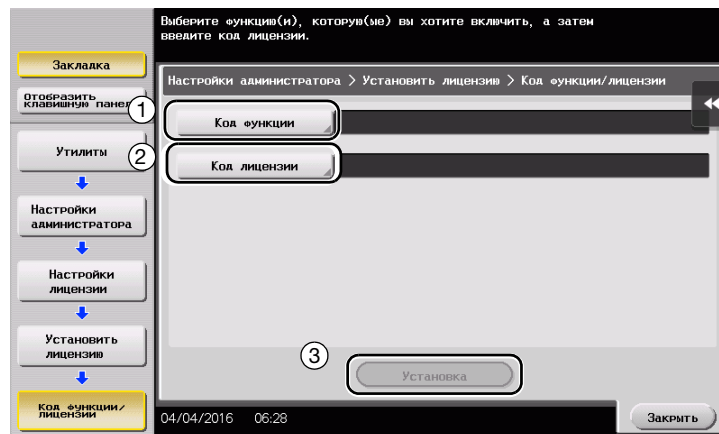 Выберите функцию(и), которую(ые) вы хотите включить, а затем
введите код лицензии.
Закладка
Отобразить
клавишную панель
Настройки администратора > Установить лицензию > Код функции/лицензии
1
Код функции
Утилиты
2
Код лицензии
Настройки
администратора
Настройки
лицензии
Установить
лицензию
3
Установка
Код функции/
лицензии
04/04/2016 06:28
Закрыть